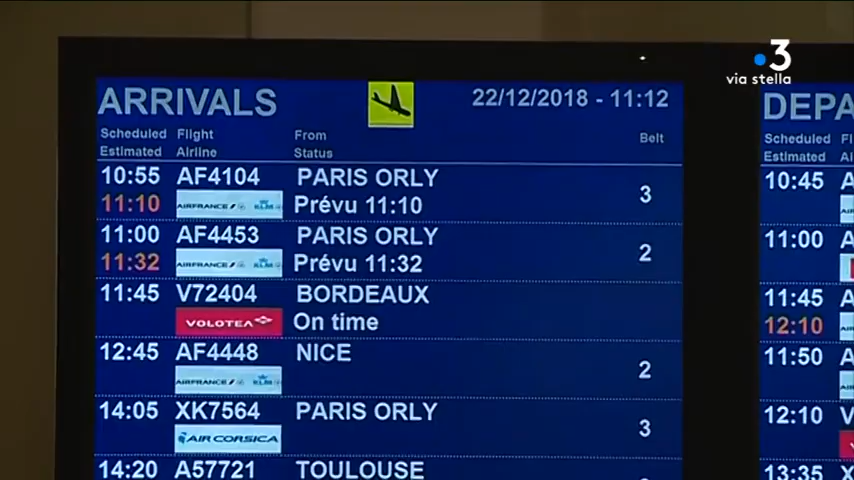 3
via stella
ARRIVALS
22/12/2018 - 11:12
Scheduled Flight From Belt
Estimated Airline Status
10:55 AF4104 PARIS ORLY 3
11:10 AIRFRANCE KLM Prévu 11:10
11:00 AF4453 PARIS ORLY 2
11:32 AIRFRANCE KLM Prévu 11:32
11:45 V72404 BORDEAUX
VOLOTEA On time
12:45 AF4448 NICE 2
AIRFRANCE KLM
14:05 XK7564 PARIS ORLY 3
AIR CORSICA
14:20 A57721 TOULOUSE
DEPA
Scheduled Fl
Estimated Ai
10:45 A
11:00 A
11:45 A
12:10
11:50 A
12:10 V
13:35 X